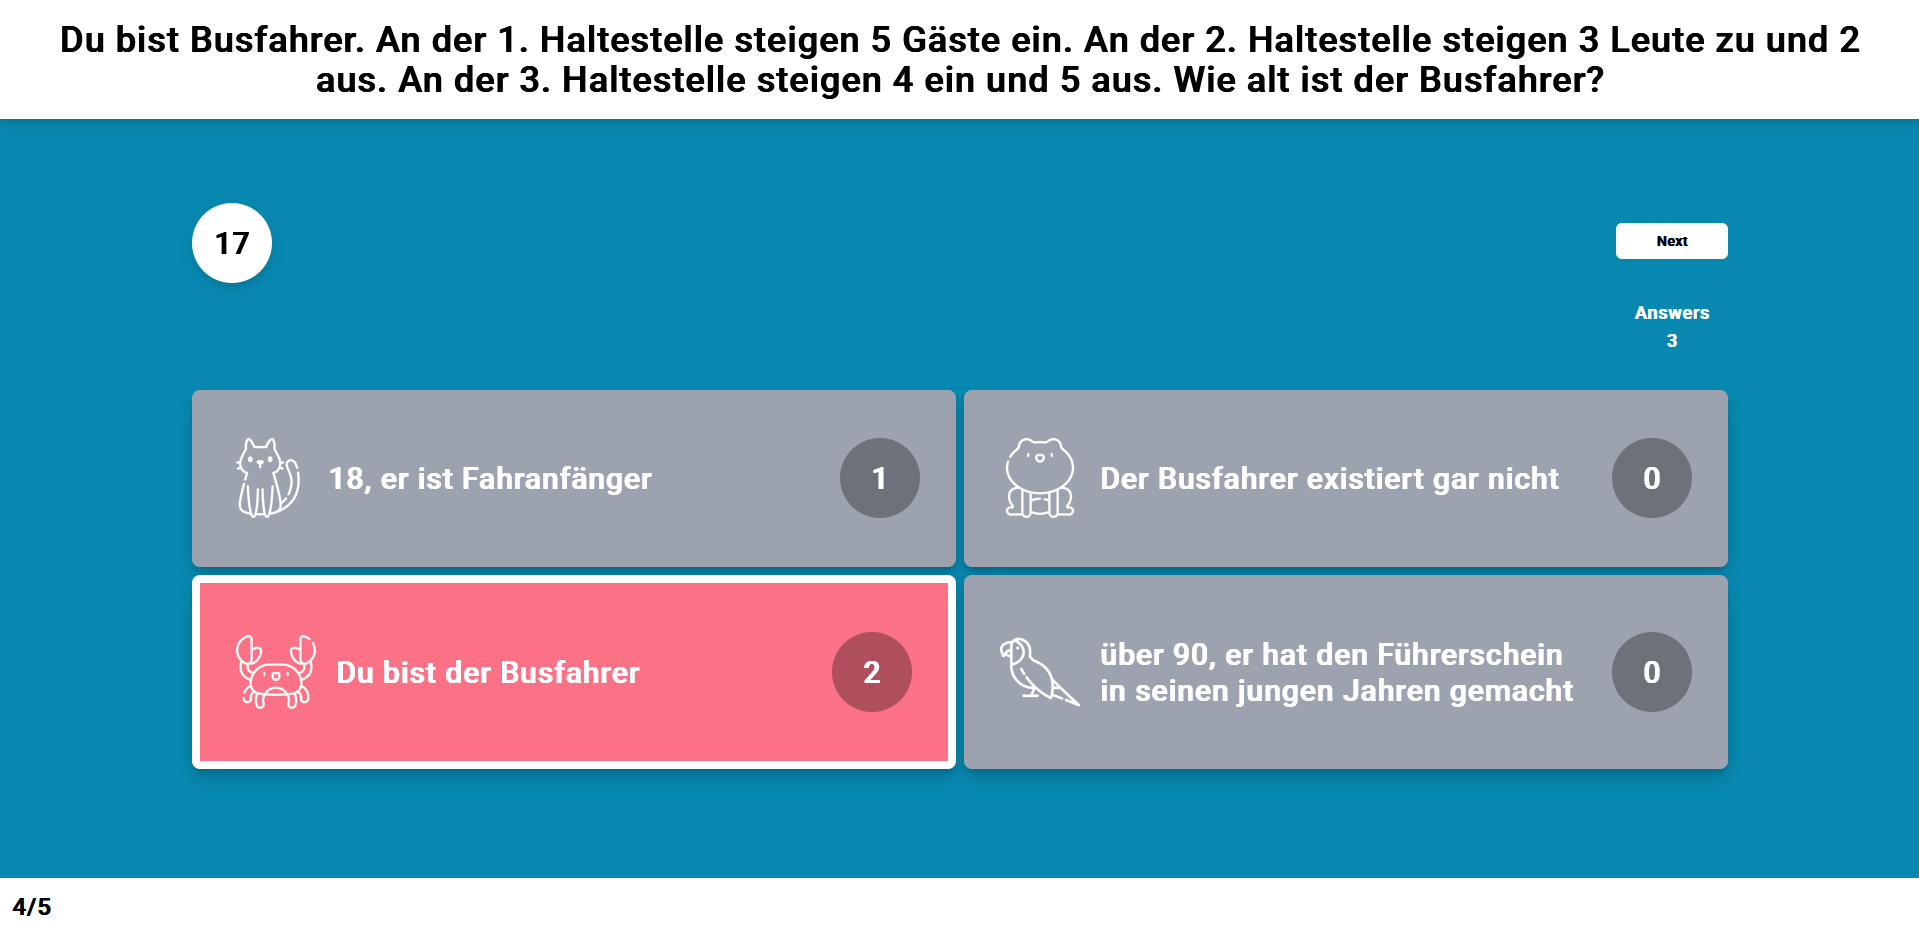 Du bist Busfahrer. An der 1. Haltestelle steigen 5 Gäste ein. An der 2. Haltestelle steigen 3 Leute zu und 2
aus. An der 3. Haltestelle steigen 4 ein und 5 aus. Wie alt ist der Busfahrer?
17
Next
Answers
3
18, er ist Fahranfänger
1
Der Busfahrer existiert gar nicht
0
Du bist der Busfahrer
2
über 90, er hat den Führerschein
in seinen jungen Jahren gemacht
0
4/5